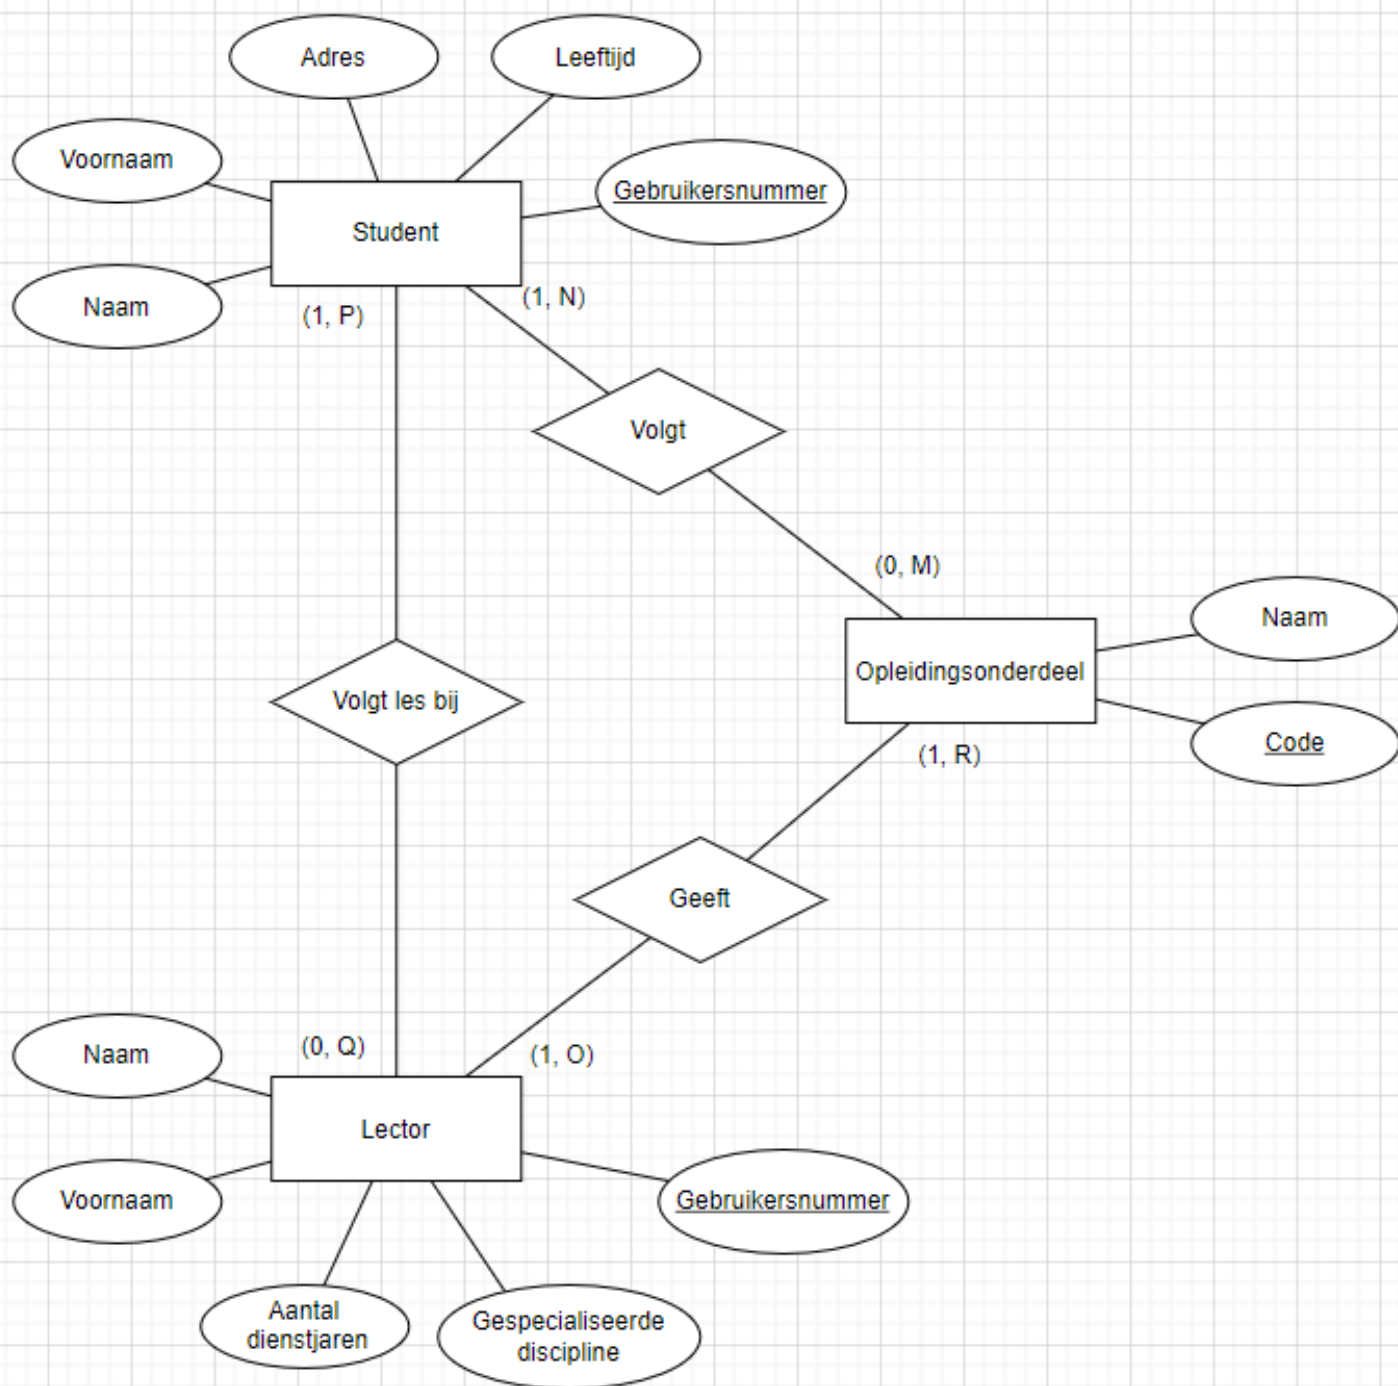 Adres
Leeftijd
Voornaam
Gebruikersnummer
Student
Naam
(1, P)
(1, N)
Volgt
(0, M)
Naam
Opleidingsonderdeel
Volgt les bij
Code
(1, R)
Geeft
Naam
(0, Q)
(1, O)
Lector
Voornaam
Gebruikersnummer
Aantal
dienstjaren
Gespecialiseerde
discipline